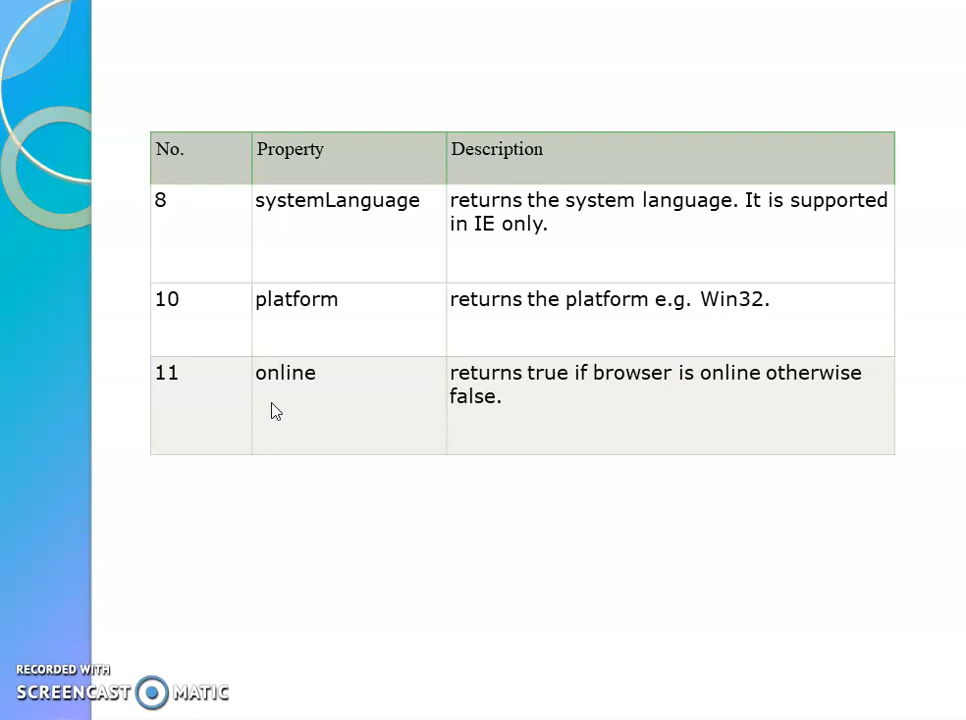 No. Property Description
8 systemLanguage returns the system language. It is supported
in IE only.
10 platform returns the platform e.g. Win32.
11 online returns true if browser is online otherwise
false.
RECORDED WITH
SCREENCAST MATIC